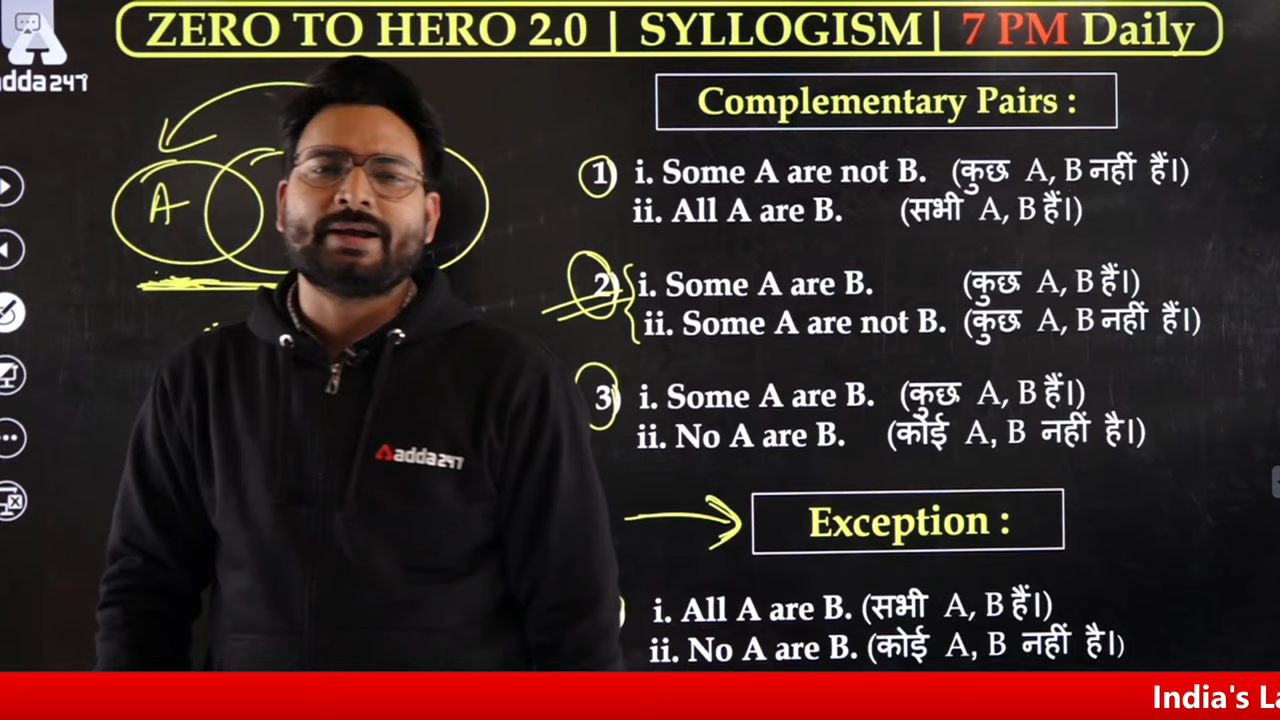 ZERO TO HERO 2.0 | SYLLOGISM | 7 PM Daily
adda247
Complementary Pairs :
1) i. Some A are not B. (कुछ A, B नहीं हैं।)
ii. All A are B. (सभी A, B हैं।)
A
2) i. Some A are B. (कुछ A, B हैं।)
ii. Some A are not B. (कुछ A, B नहीं हैं।)
3) i. Some A are B. (कुछ A, B हैं।)
ii. No A are B. (कोई A, B नहीं है।)
adda247
Exception :
i. All A are B. (सभी A, B हैं।)
ii. No A are B. (कोई A, B नहीं है।)
India's